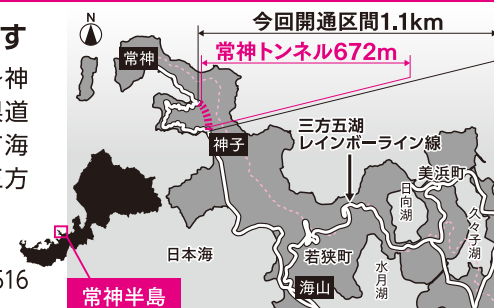 す
神
県道
海
三方
516
N
今回開通区間1.1km
常神トンネル672m
常神
神子
三方五湖
レインボーライン線
美浜町
日向湖
久々子湖
日本海
若狭町
水月湖
海山
常神半島